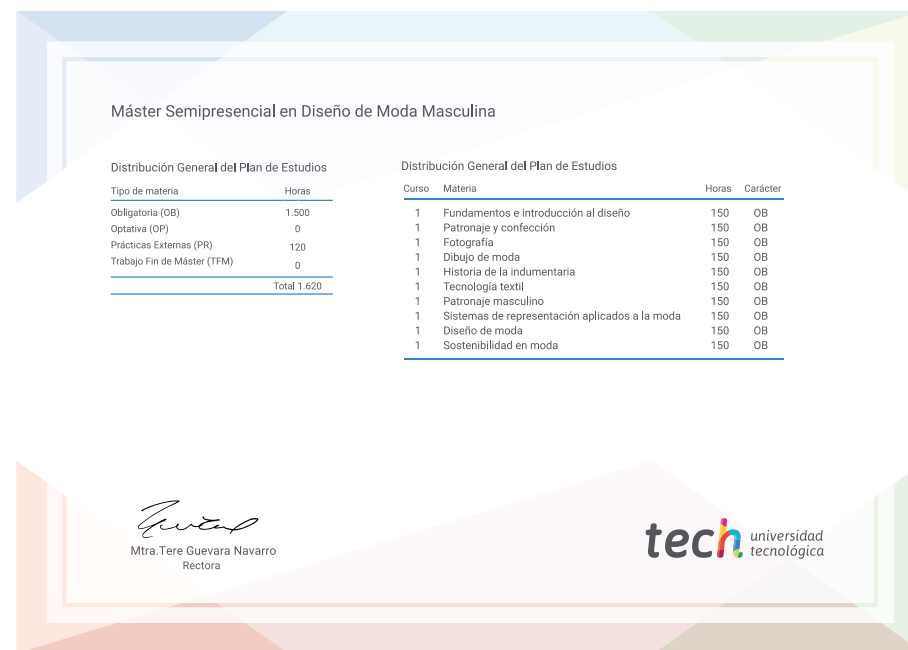 Máster Semipresencial en Diseño de Moda Masculina
Distribución General del Plan de Estudios
Tipo de materia Horas
Obligatoria (OB) 1.500
Optativa (OP) 0
Prácticas Externas (PR) 120
Trabajo Fin de Máster (TFM) 0
Total 1.620
Distribución General del Plan de Estudios
Curso Materia Horas Carácter
1 Fundamentos e introducción al diseño 150 OB
1 Patronaje y confección 150 OB
1 Fotografía 150 OB
1 Dibujo de moda 150 OB
1 Historia de la indumentaria 150 OB
1 Tecnología textil 150 OB
1 Patronaje masculino 150 OB
1 Sistemas de representación aplicados a la moda 150 OB
1 Diseño de moda 150 OB
1 Sostenibilidad en moda 150 OB
Mtra.Tere Guevara Navarro
Rectora
tech universidad
tecnológica